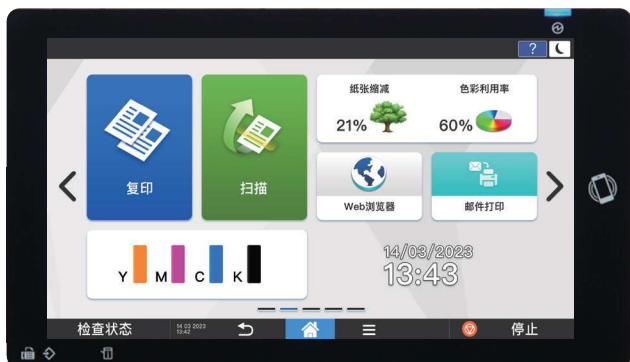 ?
纸张缩减
色彩利用率
21%
60%
复印
扫描
Web浏览器
邮件打印
Y M C K
14/03/2023
13:43
检查状态
14 03 2023
13:42
停止